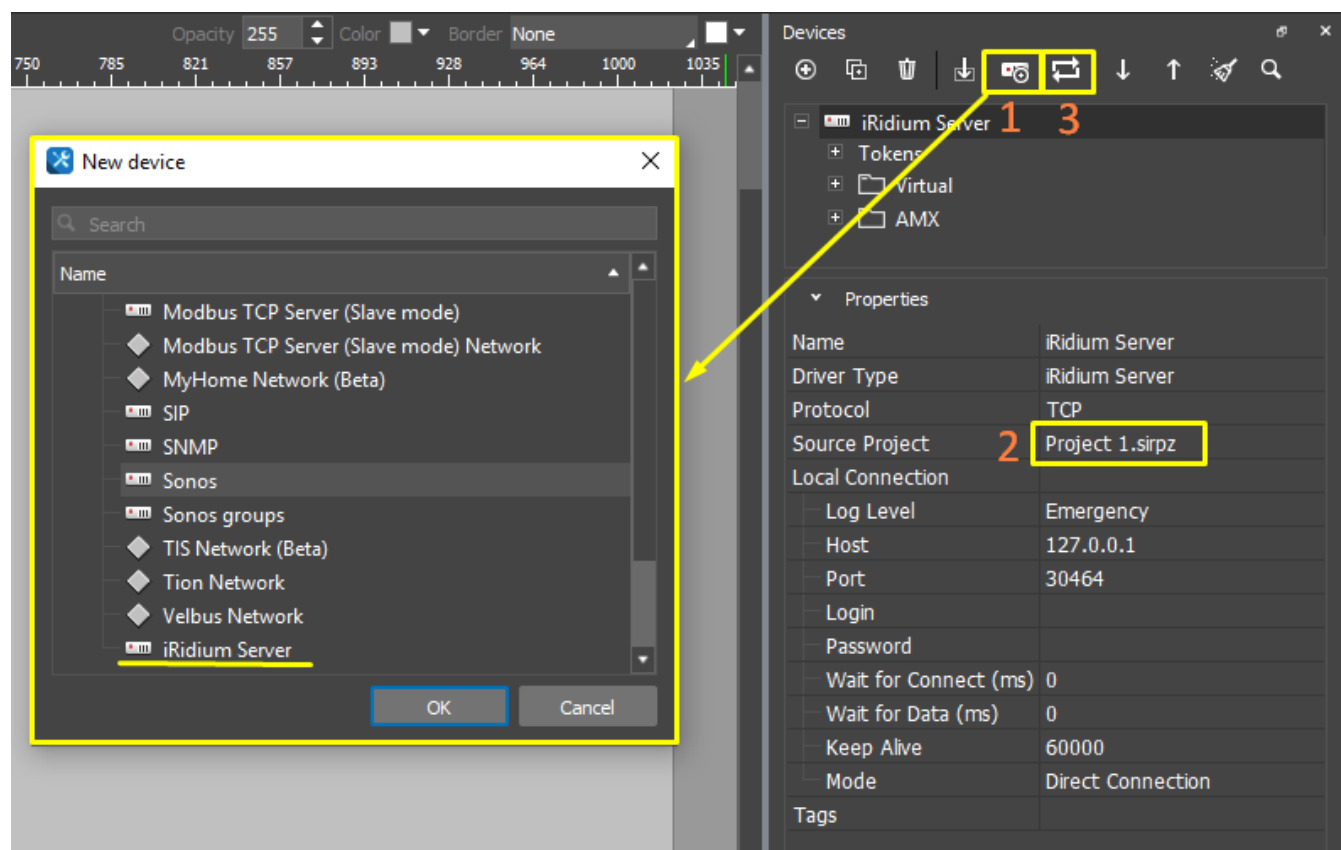 Opacity 255 Color Border None
750 785 821 857 893 928 964 1000 1035
New device
Search
Name
Modbus TCP Server (Slave mode)
Modbus TCP Server (Slave mode) Network
MyHome Network (Beta)
SIP
SNMP
Sonos
Sonos groups
TIS Network (Beta)
Tion Network
Velbus Network
iRidium Server
OK Cancel
Devices
1 3
iRidium Server
Tokens
Virtual
AMX
Properties
Name iRidium Server
Driver Type iRidium Server
Protocol TCP
Source Project 2 Project 1.sirpz
Local Connection
Log Level Emergency
Host 127.0.0.1
Port 30464
Login
Password
Wait for Connect (ms) 0
Wait for Data (ms) 0
Keep Alive 60000
Mode Direct Connection
Tags